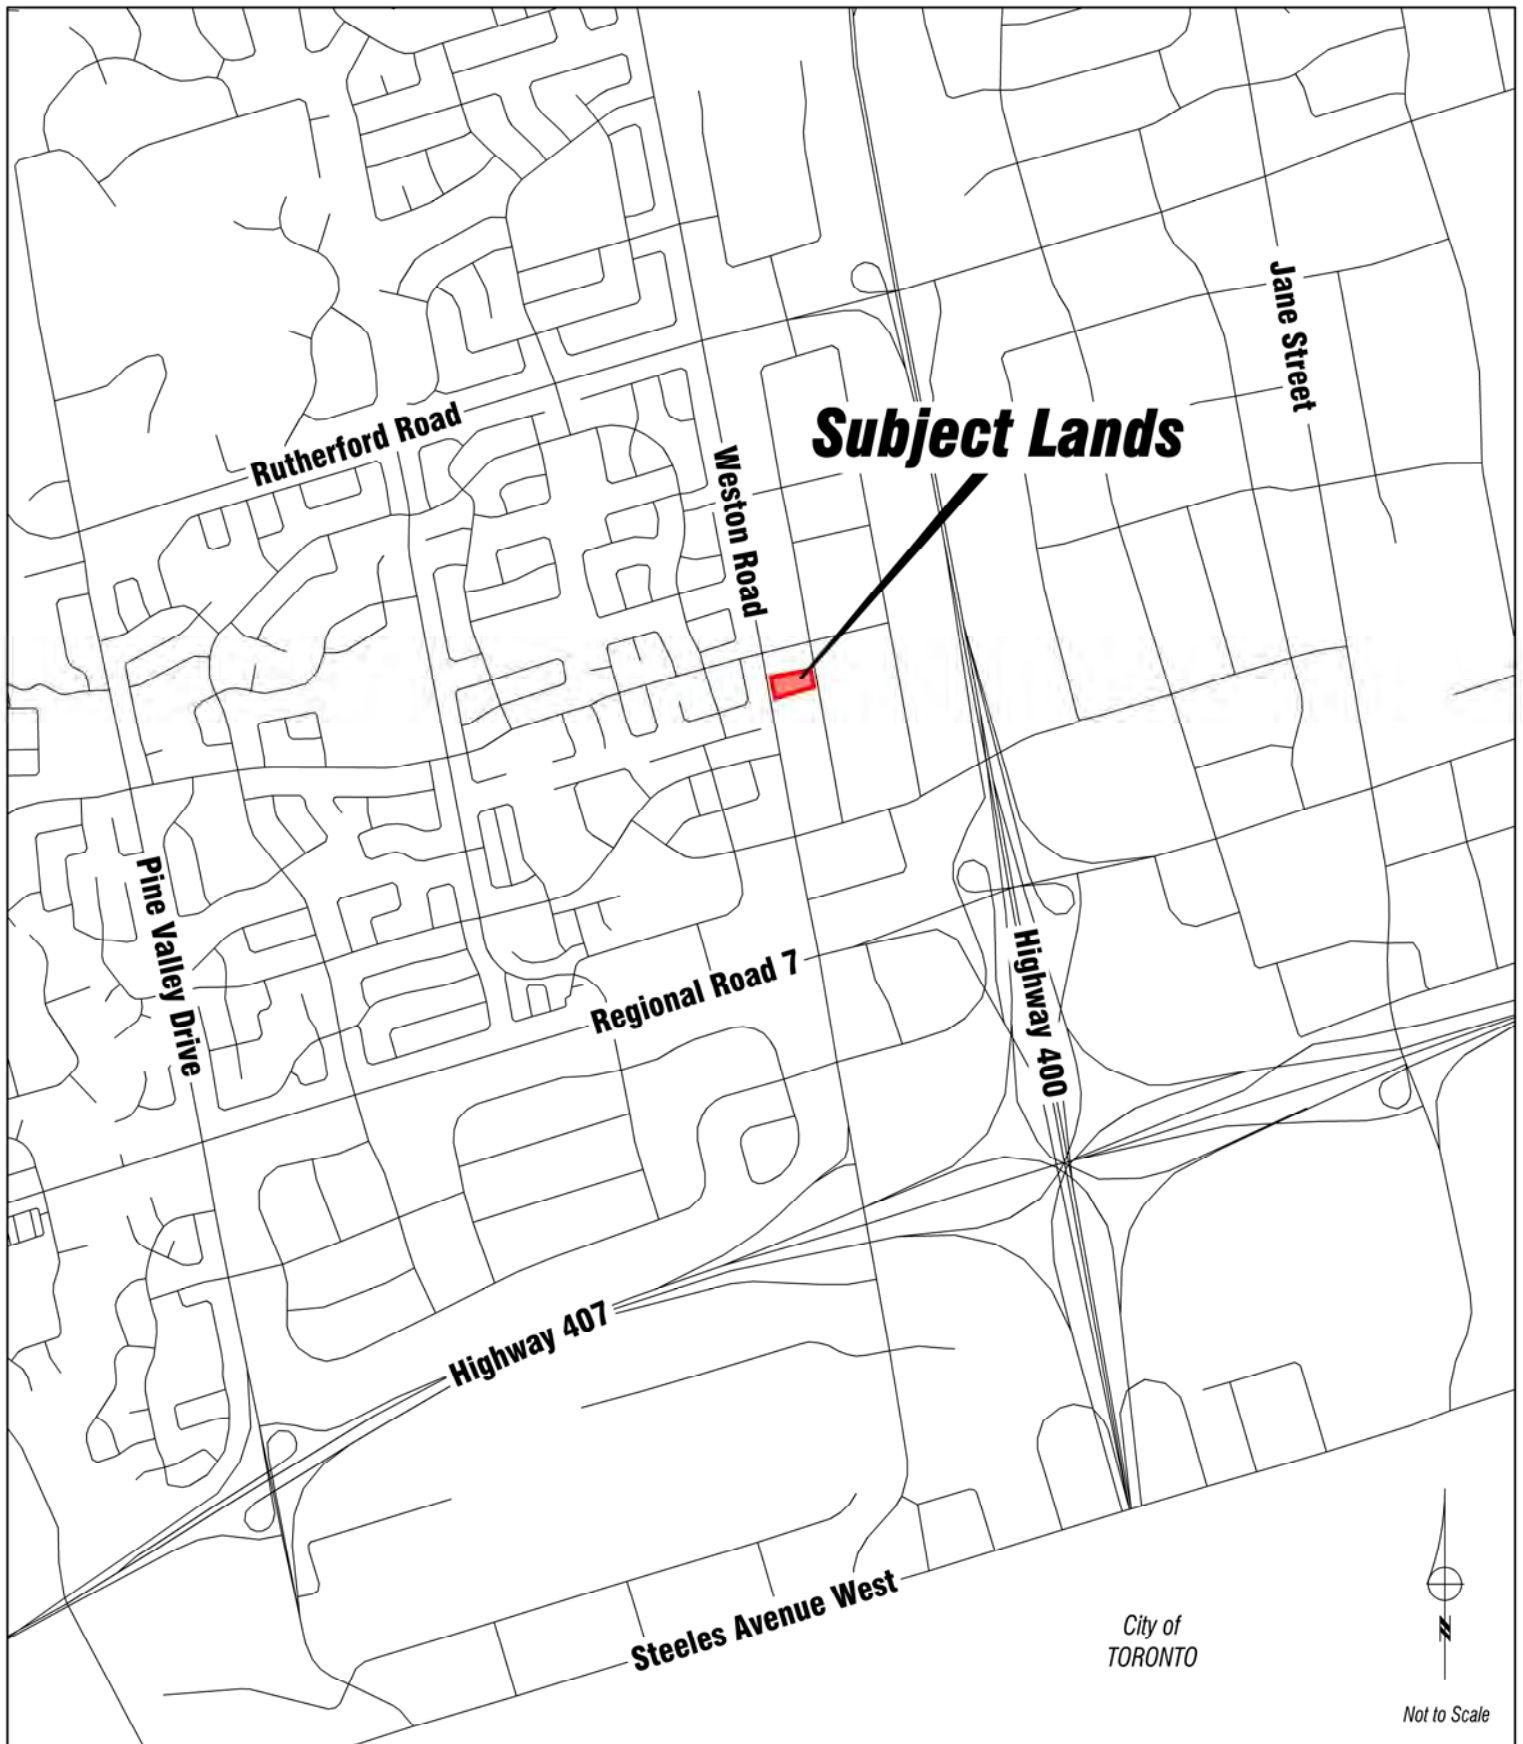 Jane Street
Rutherford Road
Subject Lands
Weston Road
Pine Valley Drive
Regional Road 7
Highway 400
Highway 407
Steeles Avenue West
City of
TORONTO
N
Not to Scale